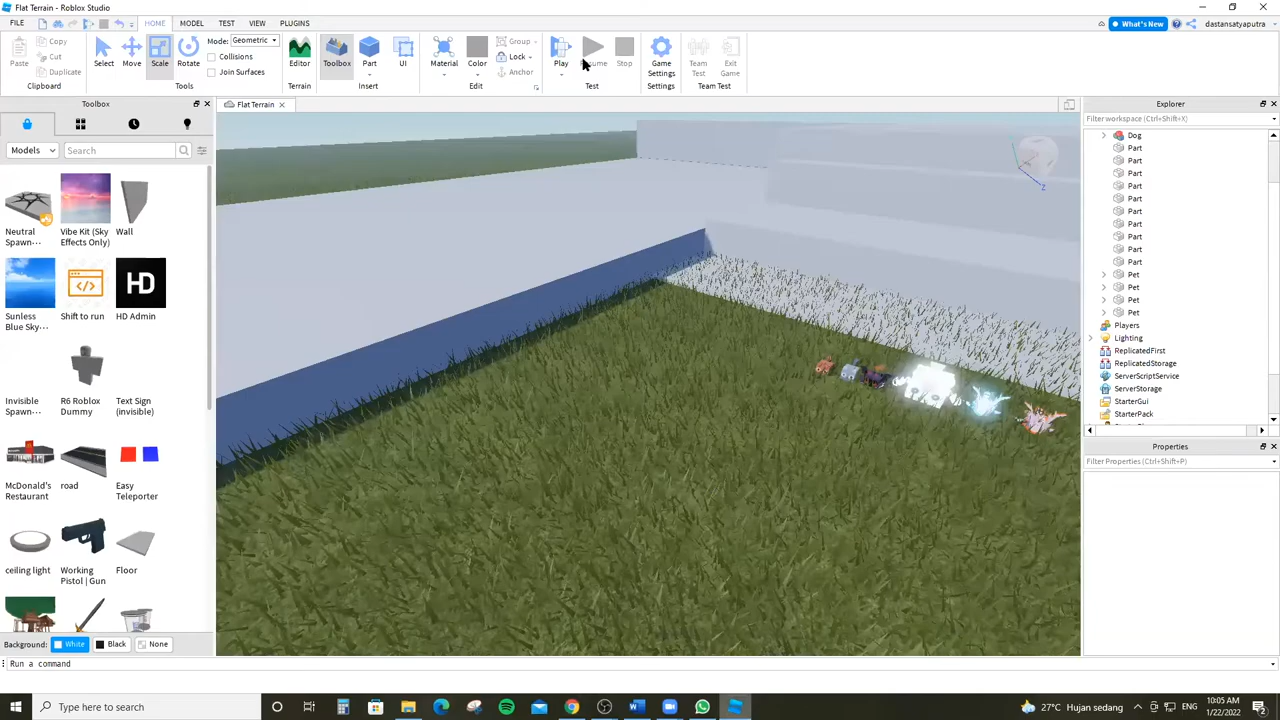 Flat Terrain - Roblox Studio
FILE
HOME
MODEL
TEST
VIEW
PLUGINS
What's New
dastansatyaputra
Paste
Copy
Cut
Duplicate
Clipboard
Select
Move
Scale
Rotate
Mode: Geometric
Collisions
Join Surfaces
Tools
Editor
Terrain
Toolbox
Part
UI
Insert
Material
Color
Group
Lock
Anchor
Edit
Play
Stop
Test
Game
Settings
Settings
Team
Test
Exit
Game
Team Test
Toolbox
Flat Terrain
Explorer
Filter workspace (Ctrl+Shift+X)
Models
Search
Neutral
Spawn...
Vibe Kit (Sky
Effects Only)
Wall
Sunless
Blue Sky...
Shift to run
HD
HD Admin
Invisible
Spawn...
R6 Roblox
Dummy
Text Sign
(invisible)
McDonald's
Restaurant
road
Easy
Teleporter
ceiling light
Working
Pistol | Gun
Floor
Background:
White
Black
None
Z
Dog
Part
Part
Part
Part
Part
Part
Part
Part
Part
Part
Pet
Pet
Pet
Pet
Players
Lighting
ReplicatedFirst
ReplicatedStorage
ServerScriptService
ServerStorage
StarterGui
StarterPack
Properties
Filter Properties (Ctrl+Shift+P)
Run a command
Type here to search
27°C Hujan sedang
ENG
10:05 AM
1/22/2022
2